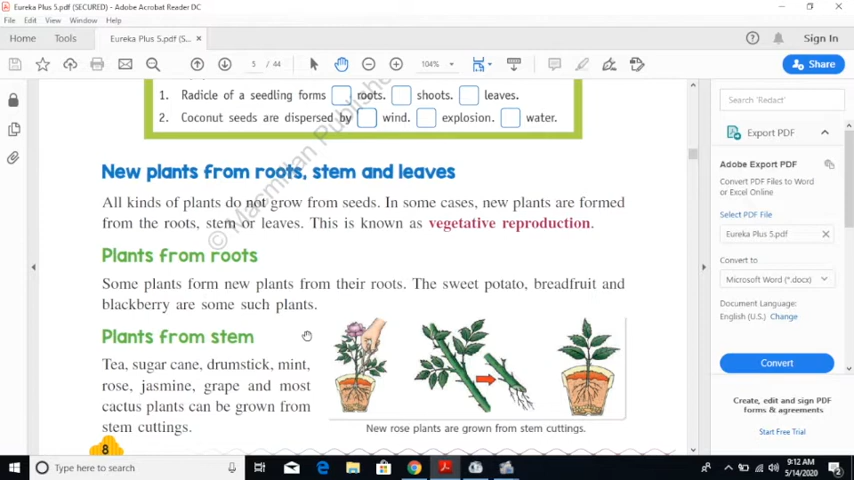 Eureka Plus 5.pdf (SECURED) - Adobe Acrobat Reader DC
File Edit View Window Help
Home Tools Eureka Plus 5.pdf (S... × Sign In
5 / 44 104% Share
1. Radicle of a seedling forms roots. shoots. leaves.
2. Coconut seeds are dispersed by wind. explosion. water.
© Macmillan Publishers
New plants from roots, stem and leaves
All kinds of plants do not grow from seeds. In some cases, new plants are formed
from the roots, stem or leaves. This is known as vegetative reproduction.
Plants from roots
Some plants form new plants from their roots. The sweet potato, breadfruit and
blackberry are some such plants.
Plants from stem
Tea, sugar cane, drumstick, mint,
rose, jasmine, grape and most
cactus plants can be grown from
stem cuttings.
New rose plants are grown from stem cuttings.
8
Search 'Redact'
Export PDF
Adobe Export PDF
Convert PDF Files to Word
or Excel Online
Select PDF File
Eureka Plus 5.pdf ×
Convert to
Microsoft Word (*.docx)
Document Language:
English (U.S.) Change
Convert
Create, edit and sign PDF
forms & agreements
Start Free Trial
Type here to search
9:12 AM
5/14/2020
2